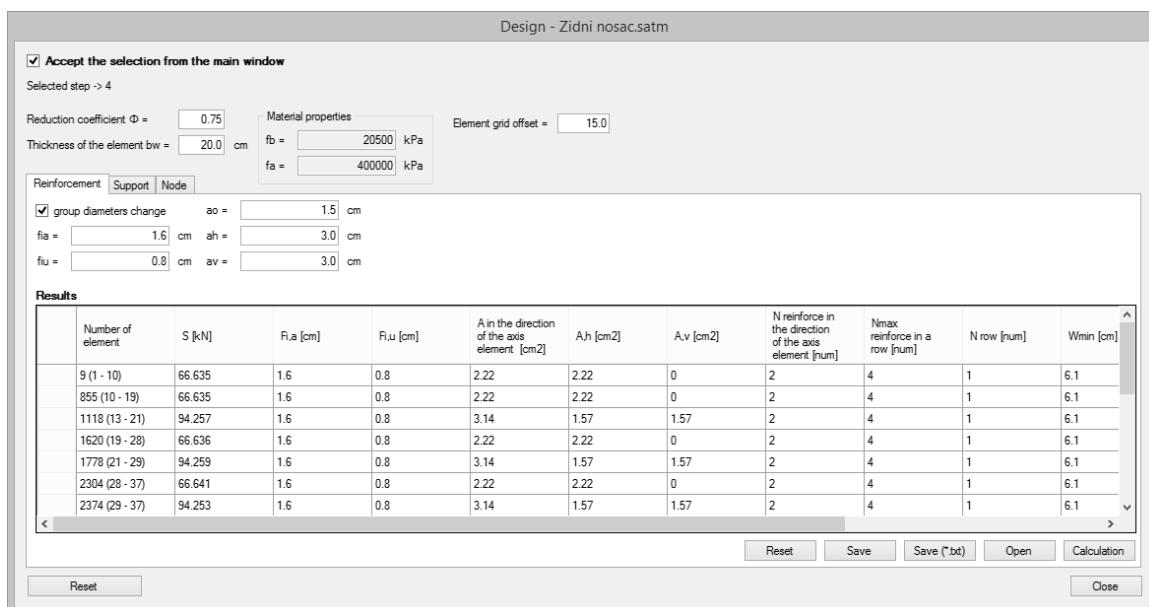 Design - Zidni nosac.satm
Accept the selection from the main window
Selected step -> 4
Reduction coefficient Φ = 0.75 Material properties Element grid offset = 15.0
Thickness of the element bw = 20.0 cm fb = 20500 kPa
fa = 400000 kPa
Reinforcement Support Node
group diameters change ao = 1.5 cm
fia = 1.6 cm ah = 3.0 cm
fiu = 0.8 cm av = 3.0 cm
Results
Number of element S [kN] Fi,a [cm] Fi,u [cm] A in the direction of the axis element [cm2] A,h [cm2] A,v [cm2] N reinforce in the direction of the axis element [num] Nmax reinforce in a row [num] N row [num] Wmin [cm]
9 (1 - 10) 66.635 1.6 0.8 2.22 2.22 0 2 4 1 6.1
855 (10 - 19) 66.635 1.6 0.8 2.22 2.22 0 2 4 1 6.1
1118 (13 - 21) 94.257 1.6 0.8 3.14 1.57 1.57 2 4 1 6.1
1620 (19 - 28) 66.636 1.6 0.8 2.22 2.22 0 2 4 1 6.1
1778 (21 - 29) 94.259 1.6 0.8 3.14 1.57 1.57 2 4 1 6.1
2304 (28 - 37) 66.641 1.6 0.8 2.22 2.22 0 2 4 1 6.1
2374 (29 - 37) 94.253 1.6 0.8 3.14 1.57 1.57 2 4 1 6.1
Reset Save Save (*.txt) Open Calculation
Reset Close